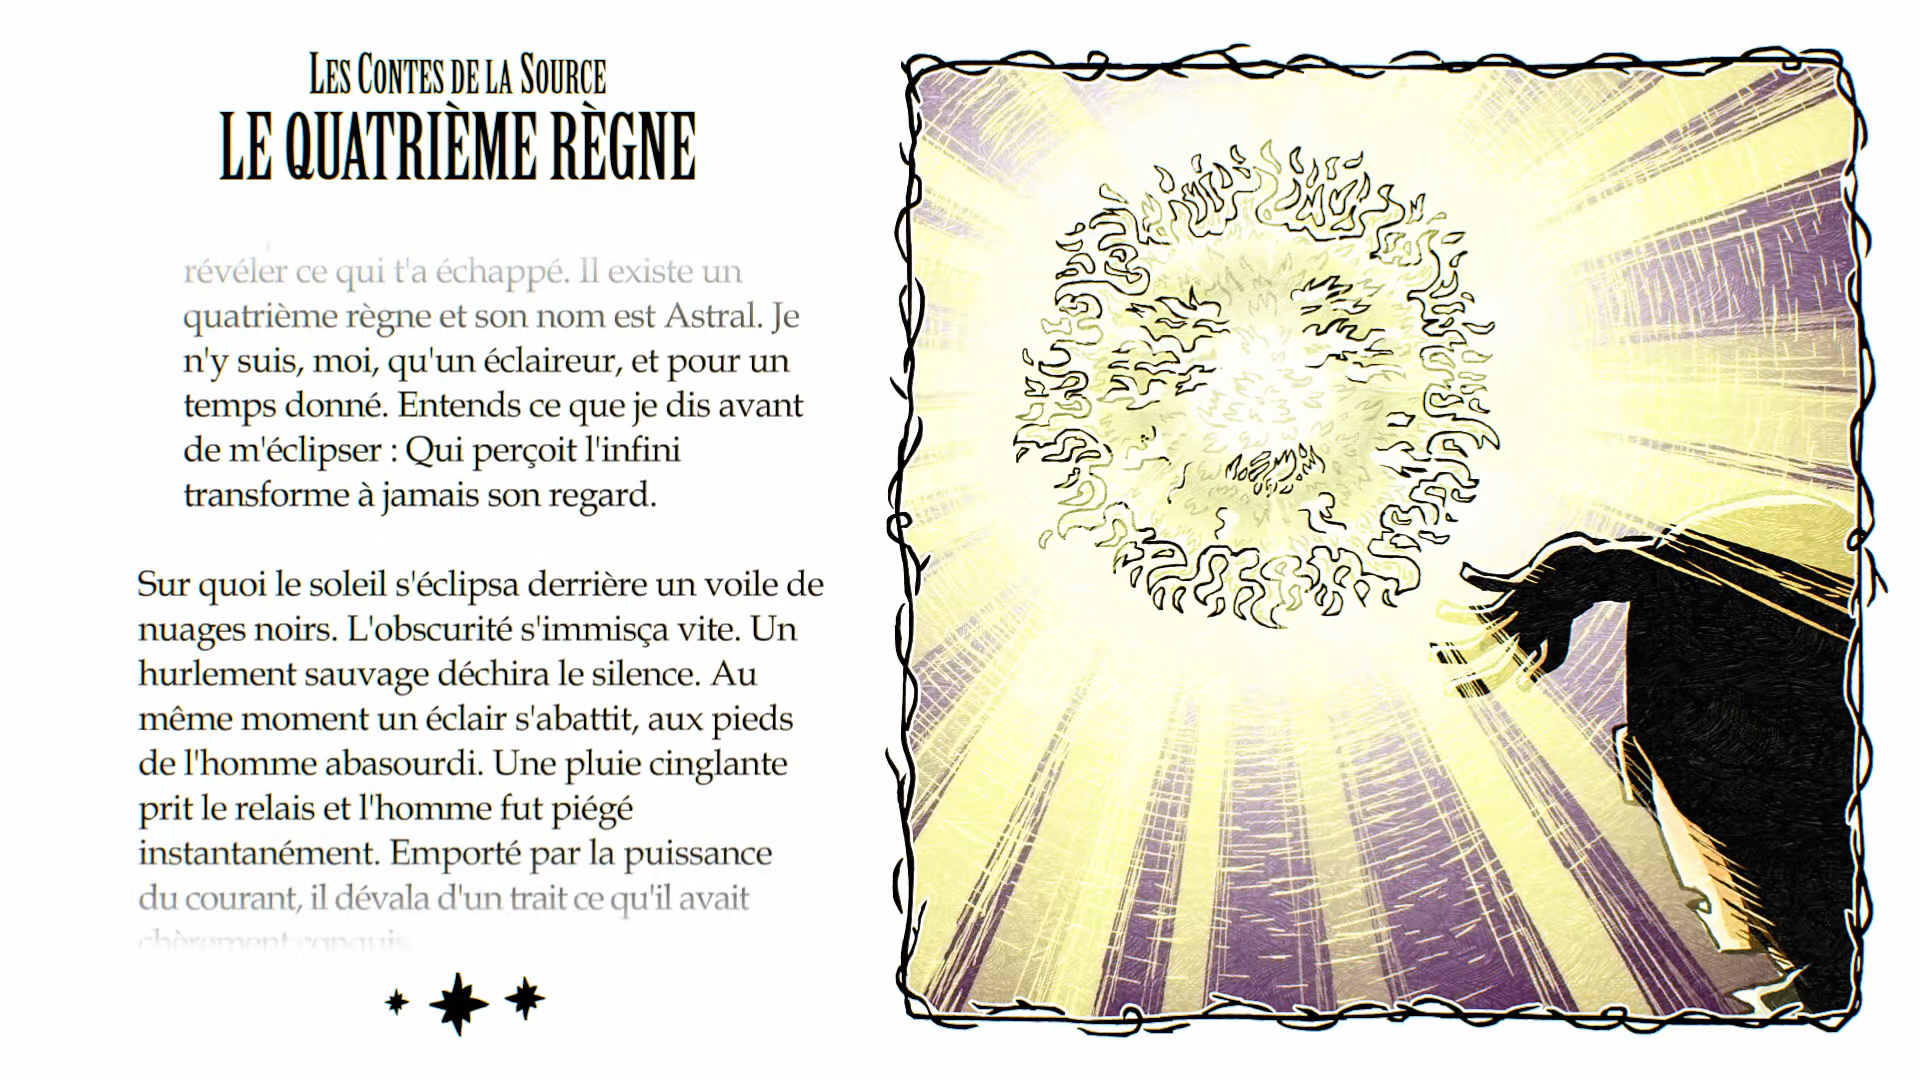 Les Contes de la Source
LE QUATRIÈME RÈGNE
révéler ce qui t'a échappé. Il existe un
quatrième règne et son nom est Astral. Je
n'y suis, moi, qu'un éclaireur, et pour un
temps donné. Entends ce que je dis avant
de m'éclipser : Qui perçoit l'infini
transforme à jamais son regard.
Sur quoi le soleil s'éclipsa derrière un voile de
nuages noirs. L'obscurité s'immisça vite. Un
hurlement sauvage déchira le silence. Au
même moment un éclair s'abattit, aux pieds
de l'homme abasourdi. Une pluie cinglante
prit le relais et l'homme fut piégé
instantanément. Emporté par la puissance
du courant, il dévala d'un trait ce qu'il avait
chèrement conquis.